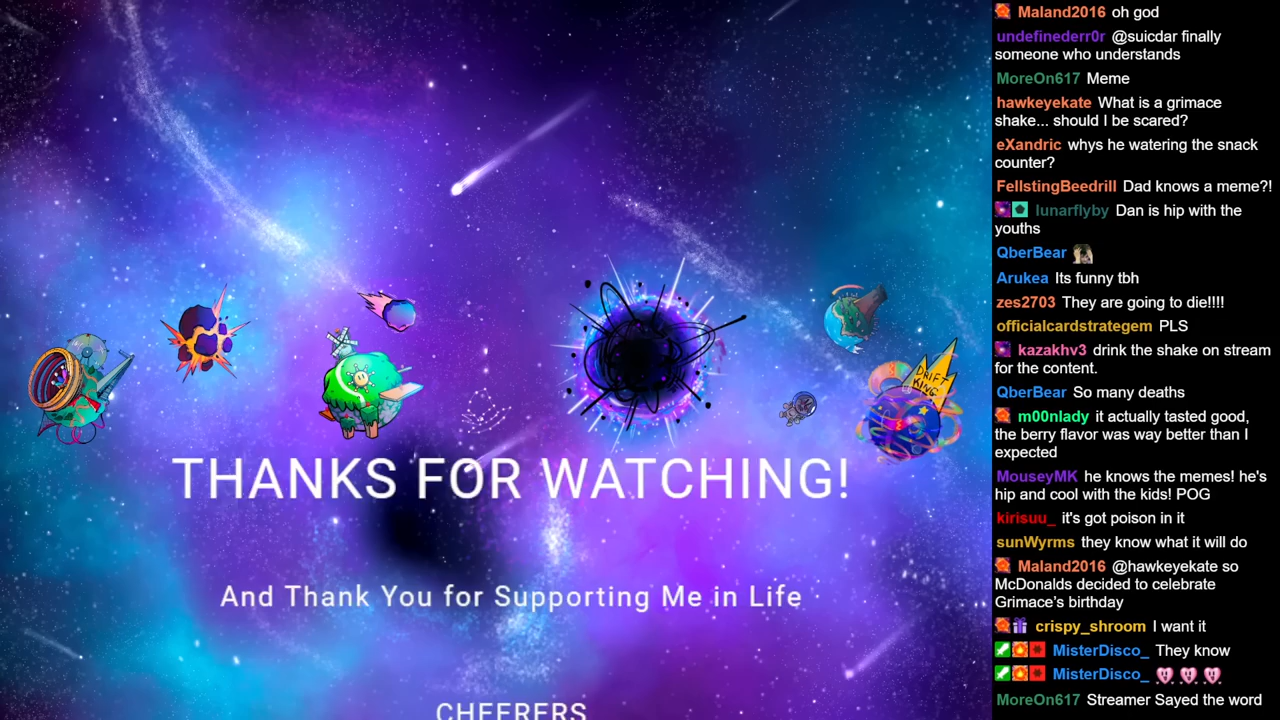 DRIFT
KING
THANKS FOR WATCHING!
And Thank You for Supporting Me in Life
CHEERERS
Maland2016 oh god
undefinederr0r @suicdar finally
someone who understands
MoreOn617 Meme
hawkeyekate What is a grimace
shake... should I be scared?
eXandric whys he watering the snack
counter?
FellstingBeedrill Dad knows a meme?!
lunarflyby Dan is hip with the
youths
QberBear
Arukea Its funny tbh
zes2703 They are going to die!!!!
officialcardstrategem PLS
kazakhv3 drink the shake on stream
for the content.
QberBear So many deaths
m00nlady it actually tasted good,
the berry flavor was way better than I
expected
MouseyMK he knows the memes! he's
hip and cool with the kids! POG
kirisuu_ it's got poison in it
sunWyrms they know what it will do
Maland2016 @hawkeyekate so
McDonalds decided to celebrate
Grimace's birthday
crispy_shroom I want it
MisterDisco_ They know
MisterDisco_
MoreOn617 Streamer Sayed the word